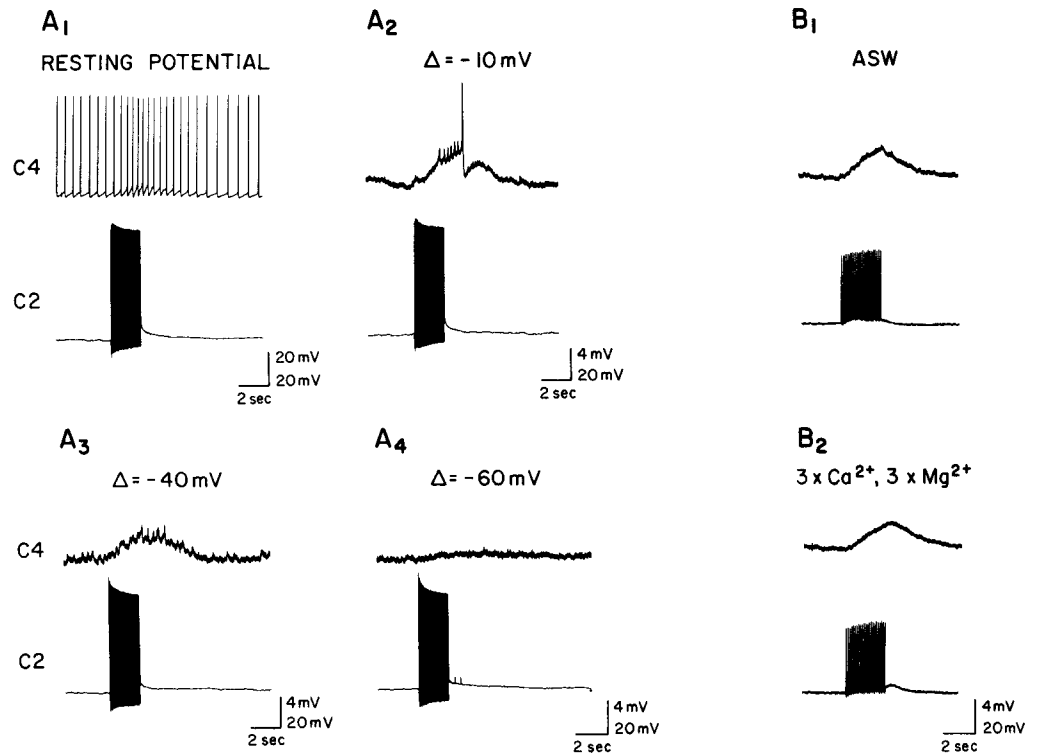 A1
RESTING POTENTIAL
C4
C2
20 mV
20 mV
2 sec
A2
Δ = -10 mV
4 mV
20 mV
2 sec
B1
ASW
A3
Δ = -40 mV
C4
C2
4 mV
20 mV
2 sec
A4
Δ = -60 mV
4 mV
20 mV
2 sec
B2
3 x Ca2+, 3 x Mg2+
4 mV
20 mV
2 sec